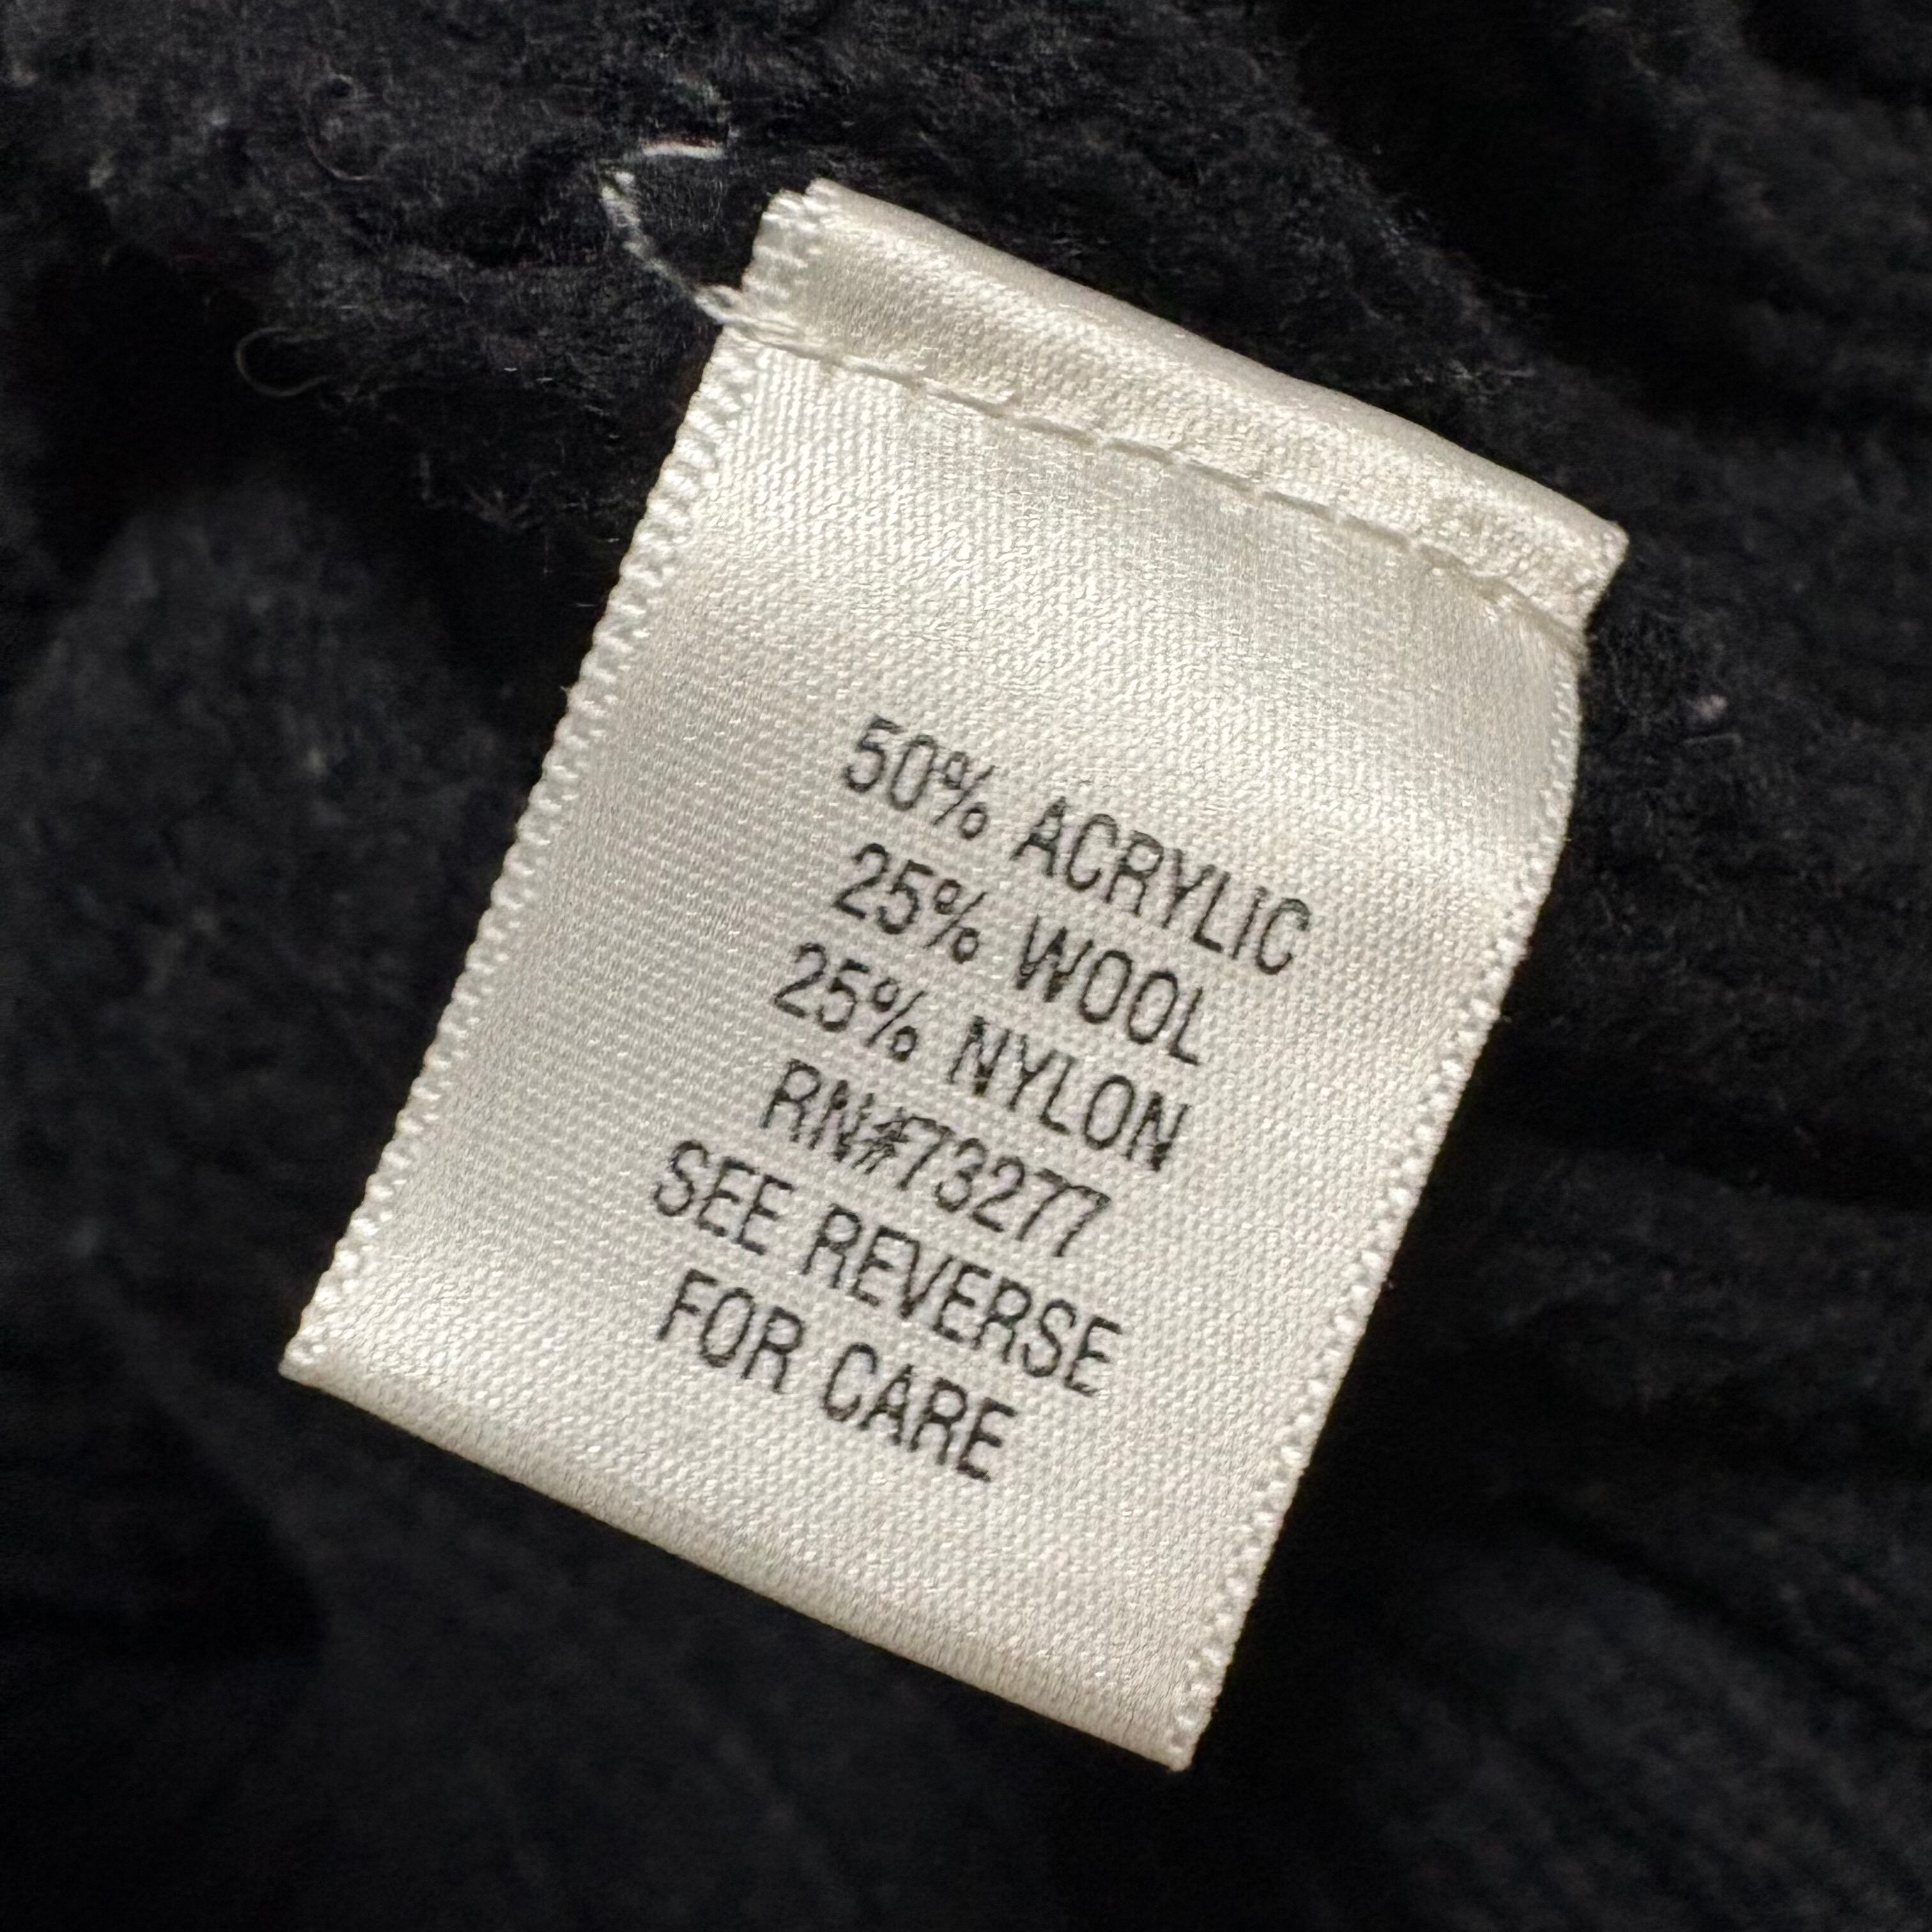 50% ACRYLIC
25% WOOL
25% NYLON
RN#73277
SEE REVERSE
FOR CARE